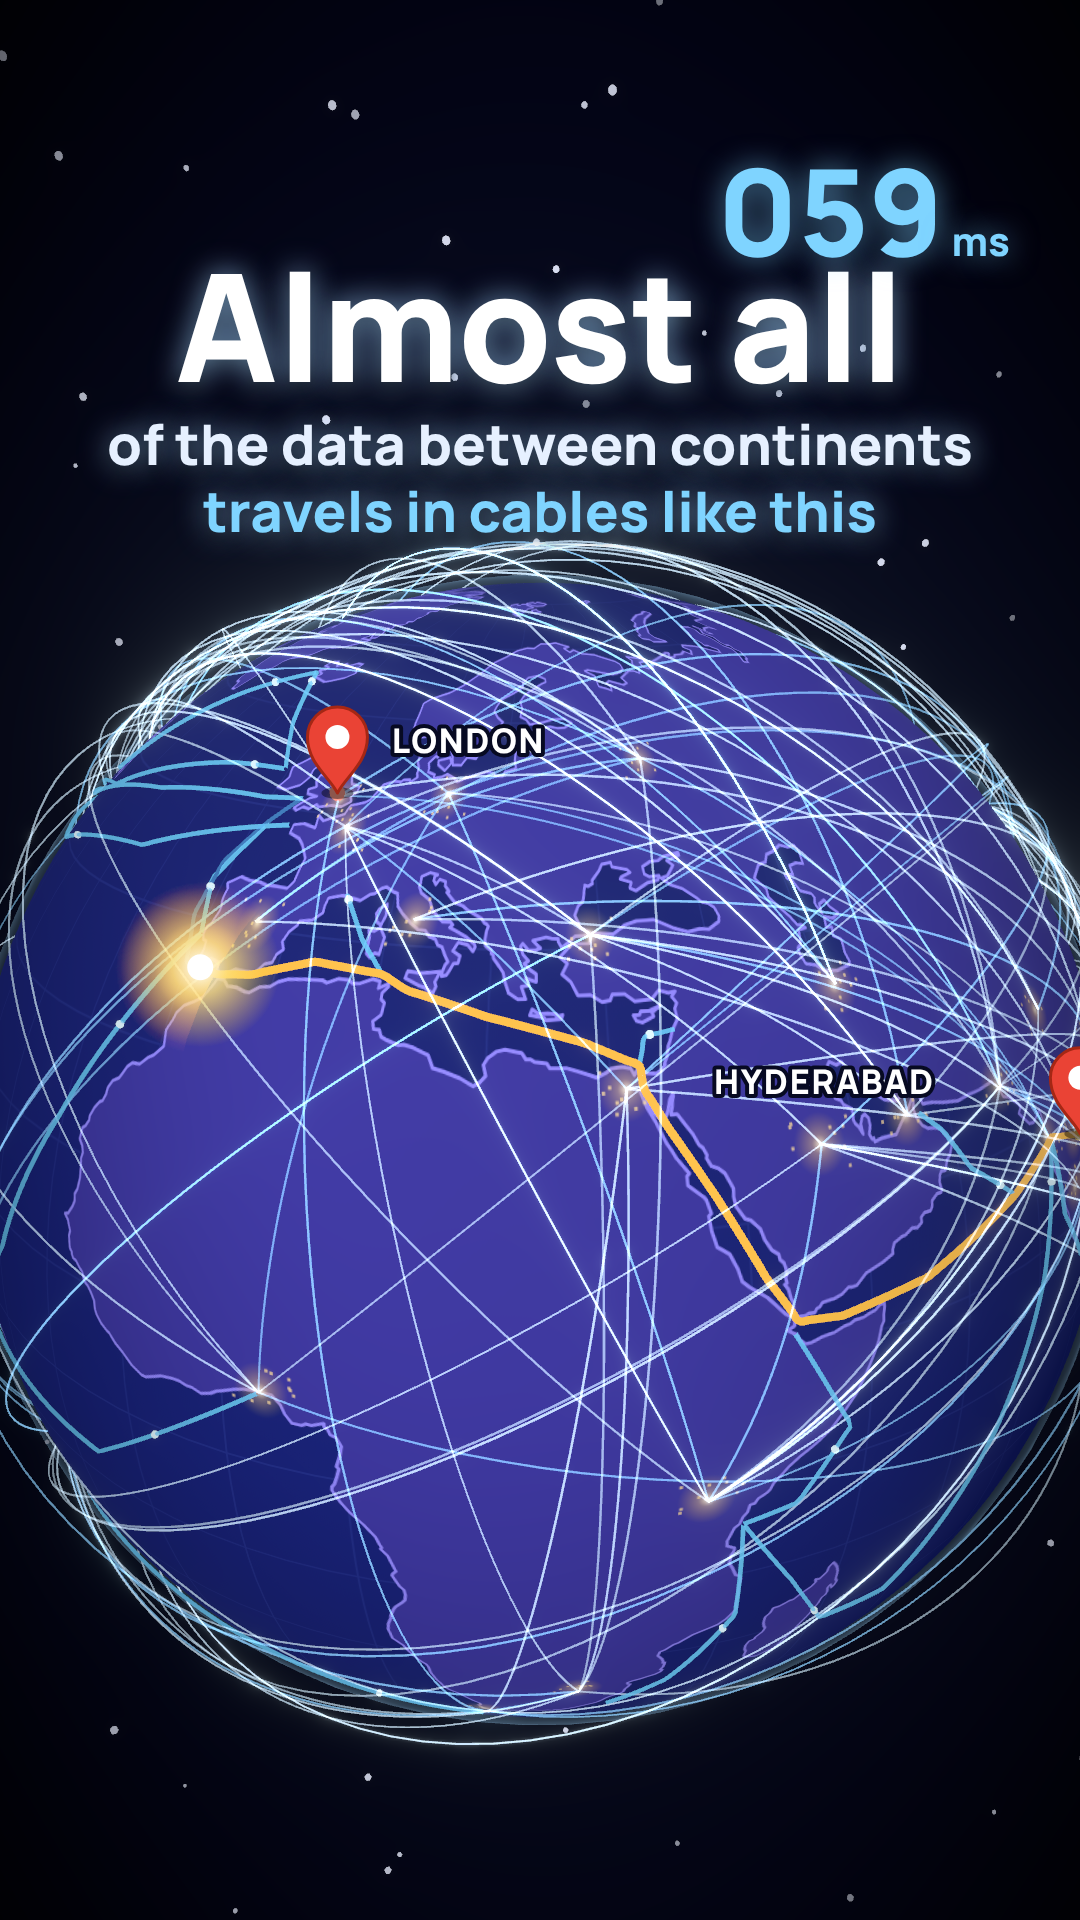 059 ms
Almost all
of the data between continents
travels in cables like this
LONDON
HYDERABAD